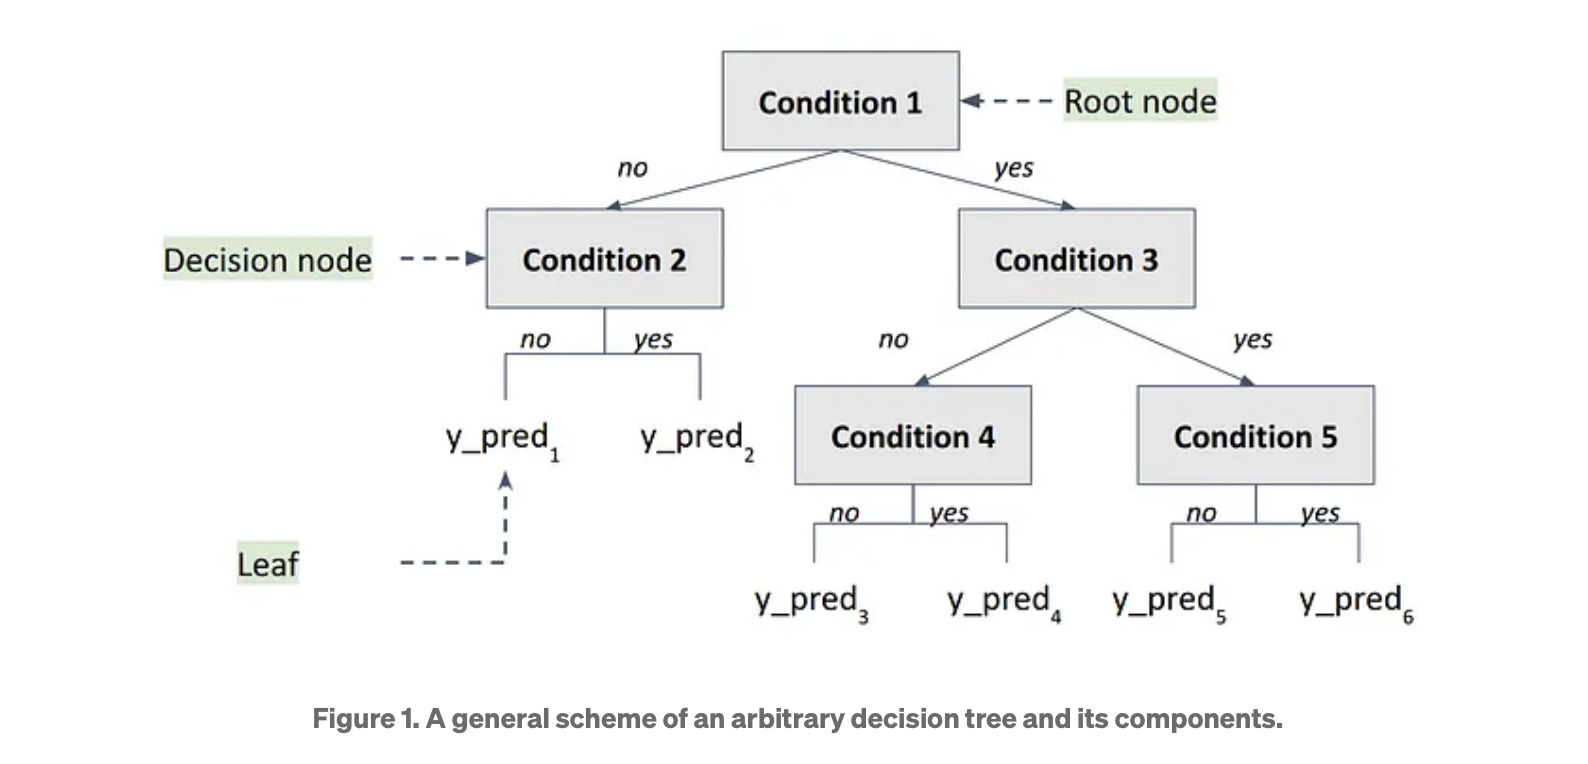 Condition 1
Root node
no
yes
Decision node
Condition 2
Condition 3
no
yes
no
yes
y_pred₁
y_pred₂
Condition 4
Condition 5
no
yes
no
yes
Leaf
y_pred₃
y_pred₄
y_pred₅
y_pred₆
Figure 1. A general scheme of an arbitrary decision tree and its components.